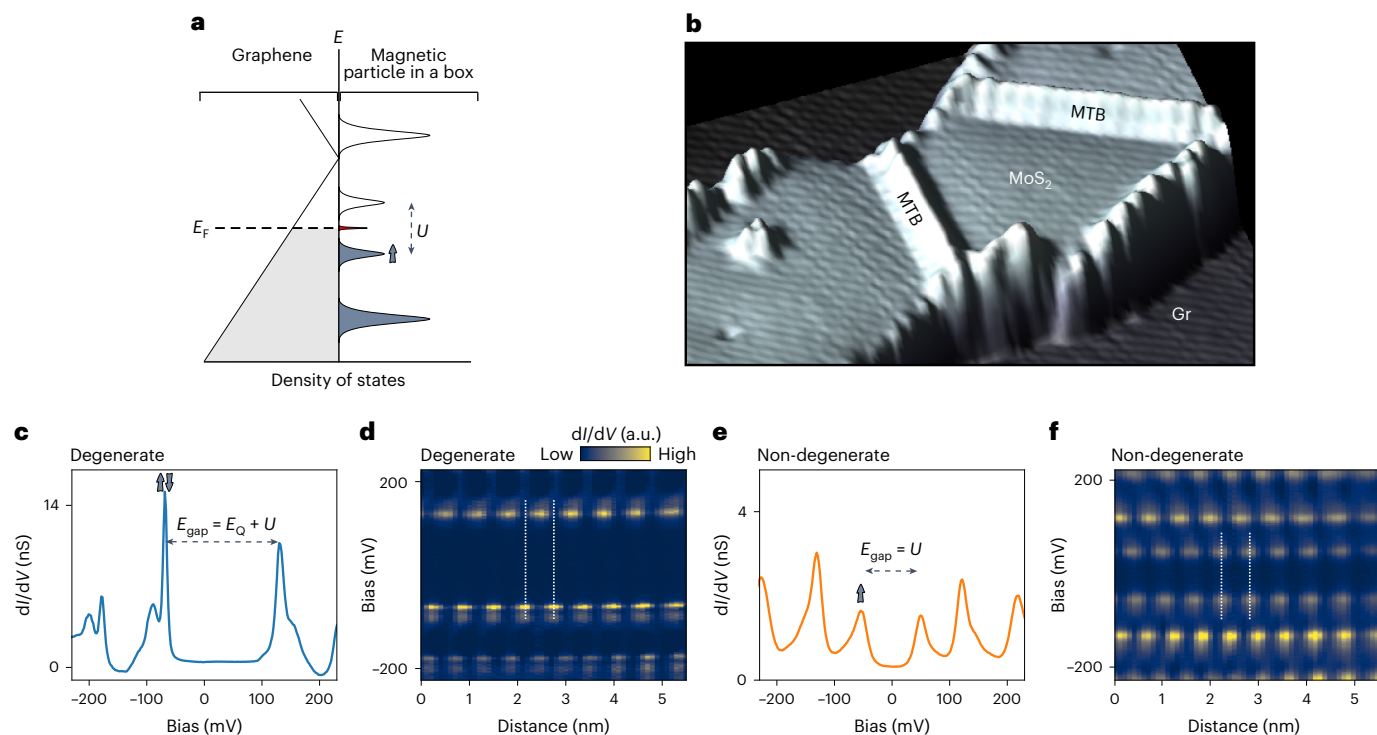 a
E
Graphene
Magnetic
particle in a box
E_F
U
Density of states
b
MTB
MoS₂
MTB
Gr
c
Degenerate
14
0
dI/dV (nS)
E_gap = E_Q + U
−200
−100
0
100
200
Bias (mV)
d
dI/dV (a.u.)
Degenerate
Low
High
200
−200
Bias (mV)
0
1
2
3
4
5
Distance (nm)
e
Non-degenerate
4
0
dI/dV (nS)
E_gap = U
−200
−100
0
100
200
Bias (mV)
f
Non-degenerate
200
−200
Bias (mV)
0
1
2
3
4
5
Distance (nm)